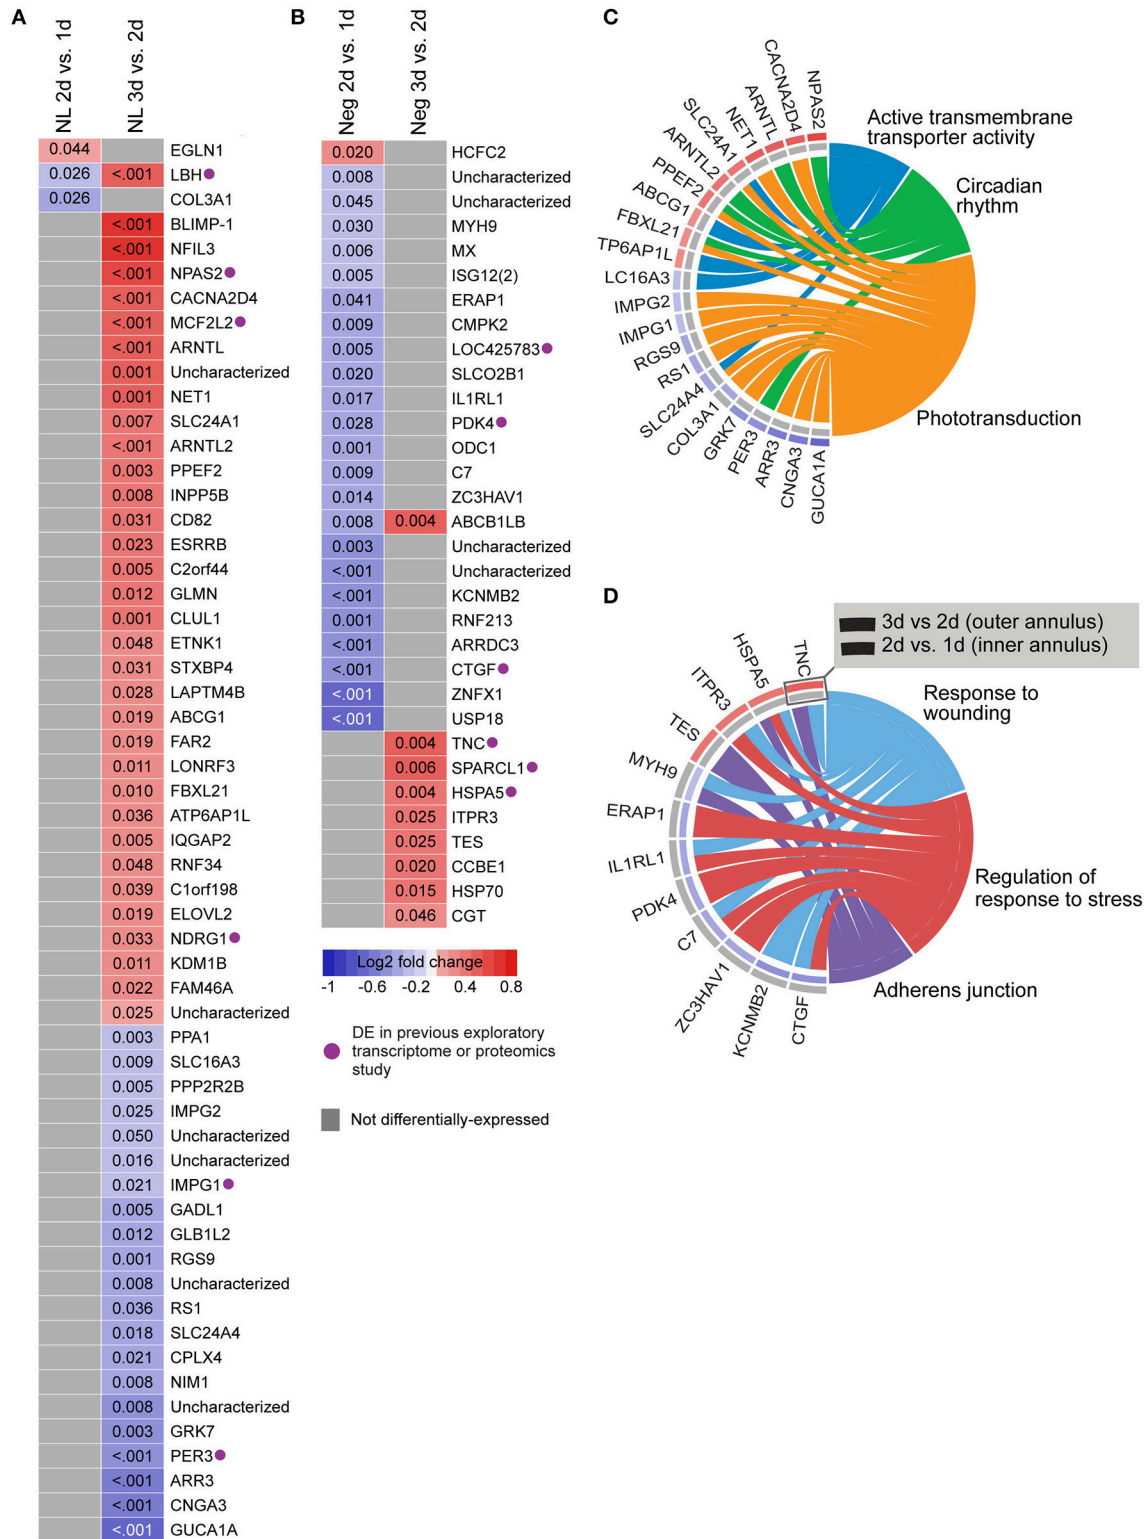 A
NL 2d vs. 1d
NL 3d vs. 2d
0.044 EGLN1
0.026 <.001 LBH
0.026 COL3A1
<.001 BLIMP-1
<.001 NFIL3
<.001 NPAS2
<.001 CACNA2D4
<.001 MCF2L2
<.001 ARNTL
0.001 Uncharacterized
0.001 NET1
0.007 SLC24A1
<.001 ARNTL2
0.003 PPEF2
0.008 INPP5B
0.031 CD82
0.023 ESRRB
0.005 C2orf44
0.012 GLMN
0.001 CLUL1
0.048 ETNK1
0.031 STXBP4
0.028 LAPTM4B
0.019 ABCG1
0.019 FAR2
0.011 LONRF3
0.010 FBXL21
0.036 ATP6AP1L
0.005 IQGAP2
0.048 RNF34
0.039 C1orf198
0.019 ELOVL2
0.033 NDRG1
0.011 KDM1B
0.022 FAM46A
0.025 Uncharacterized
0.003 PPA1
0.009 SLC16A3
0.005 PPP2R2B
0.025 IMPG2
0.050 Uncharacterized
0.016 Uncharacterized
0.021 IMPG1
0.005 GADL1
0.012 GLB1L2
0.001 RGS9
0.008 Uncharacterized
0.036 RS1
0.018 SLC24A4
0.021 CPLX4
0.008 NIM1
0.008 Uncharacterized
0.003 GRK7
<.001 PER3
<.001 ARR3
<.001 CNGA3
<.001 GUCA1A
B
Neg 2d vs. 1d
Neg 3d vs. 2d
0.020 HCFC2
0.008 Uncharacterized
0.045 Uncharacterized
0.030 MYH9
0.006 MX
0.005 ISG12(2)
0.041 ERAP1
0.009 CMPK2
0.005 LOC425783
0.020 SLCO2B1
0.017 IL1RL1
0.028 PDK4
0.001 ODC1
0.009 C7
0.014 ZC3HAV1
0.008 0.004 ABCB1LB
0.003 Uncharacterized
<.001 Uncharacterized
<.001 KCNMB2
0.001 RNF213
<.001 ARRDC3
<.001 CTGF
<.001 ZNFX1
<.001 USP18
0.004 TNC
0.006 SPARCL1
0.004 HSPA5
0.025 ITPR3
0.025 TES
0.020 CCBE1
0.015 HSP70
0.046 CGT
Log2 fold change
-1 -0.6 -0.2 0.4 0.8
DE in previous exploratory
transcriptome or proteomics
study
Not differentially-expressed
C
NPAS2
CACNA2D4
ARNTL
NET1
SLC24A1
ARNTL2
PPEF2
ABCG1
FBXL21
TP6AP1L
LC16A3
IMPG2
IMPG1
RGS9
RS1
SLC24A4
COL3A1
GRK7
PER3
ARR3
CNGA3
GUCA1A
Active transmembrane
transporter activity
Circadian
rhythm
Phototransduction
D
3d vs 2d (outer annulus)
2d vs. 1d (inner annulus)
TNC
HSPA5
ITPR3
TES
MYH9
ERAP1
IL1RL1
PDK4
C7
ZC3HAV1
KCNMB2
CTGF
Response to
wounding
Regulation of
response to stress
Adherens junction